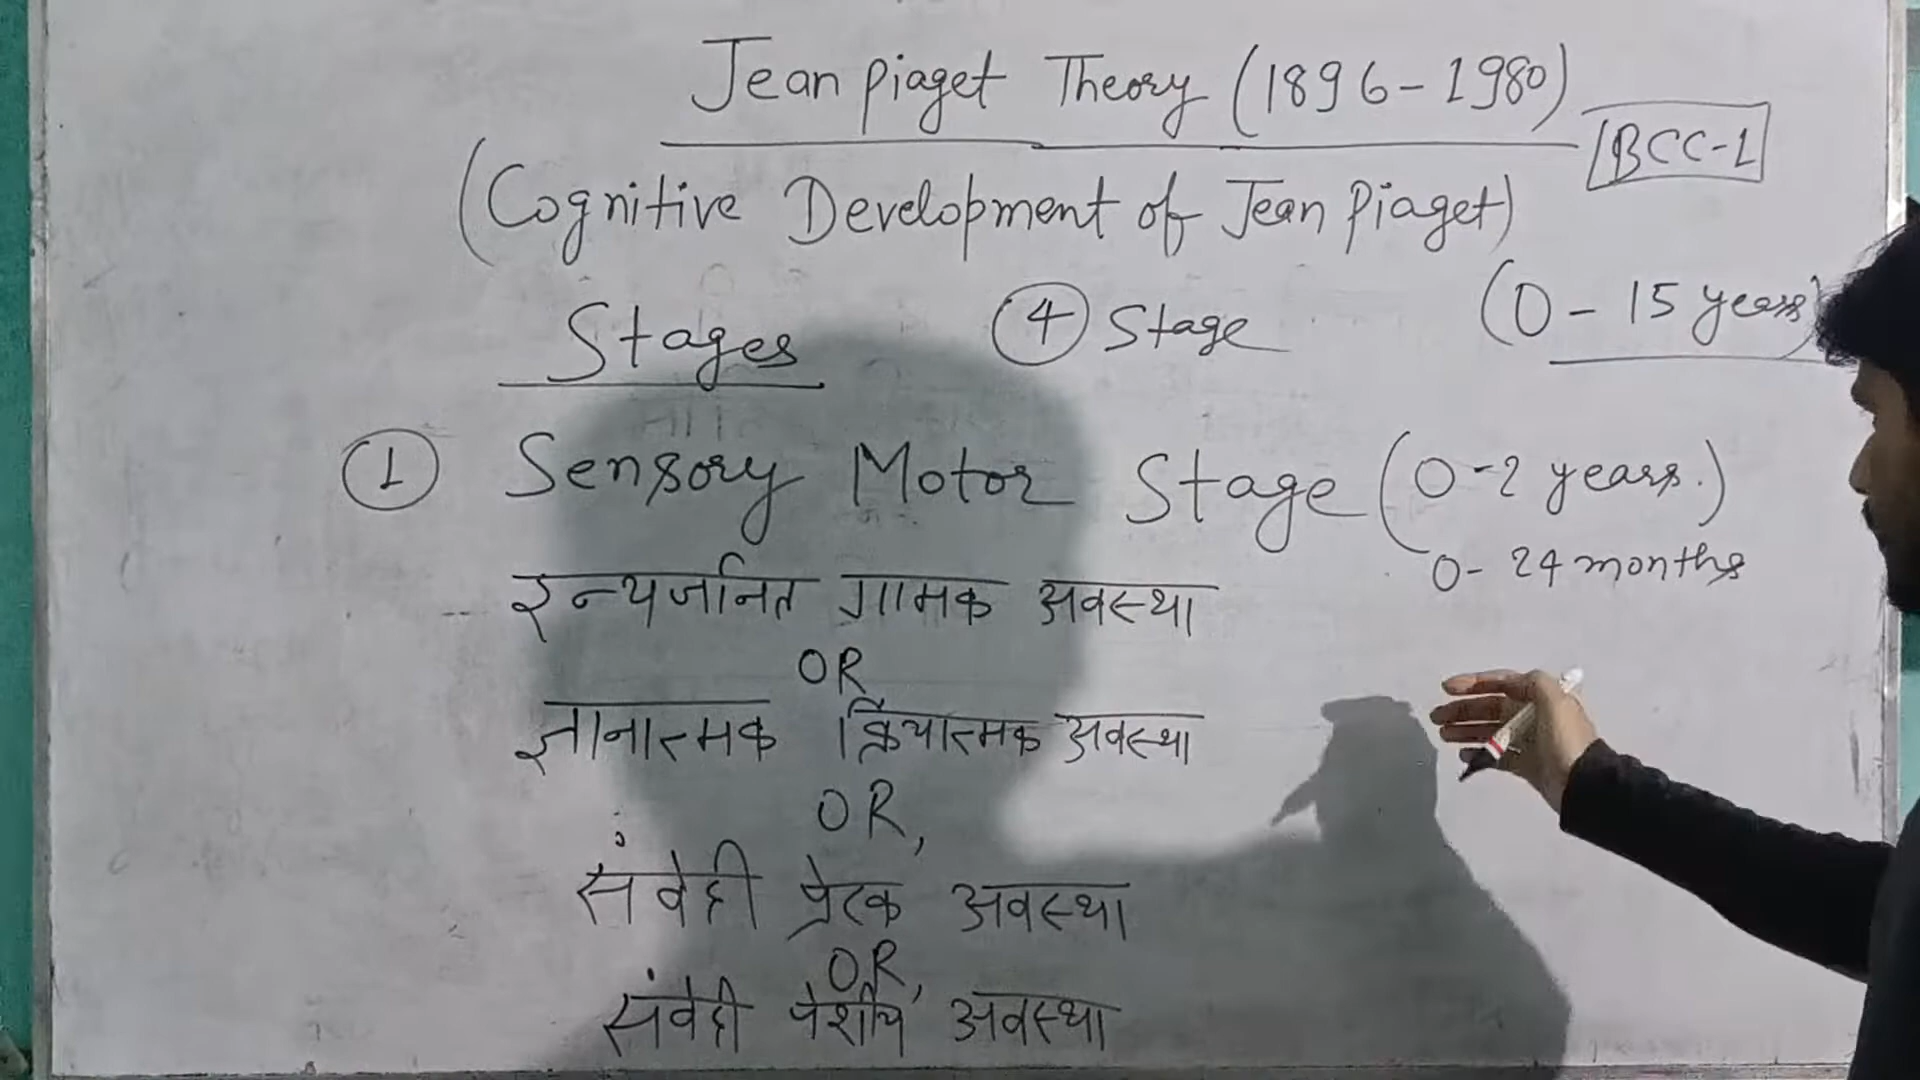 Jean Piaget Theory (1896-1980)
BCC-1
(Cognitive Development of Jean Piaget)
Stages 4 Stage (0-15 years)
1 Sensory Motor Stage (0-2 years.)
0-24 months
इन्यजनित गामक अवस्था
OR
ज्ञानात्मक क्रियात्मक अवस्था
OR,
संवेदी प्रेरक अवस्था
OR,
संवेदी पेशीय अवस्था